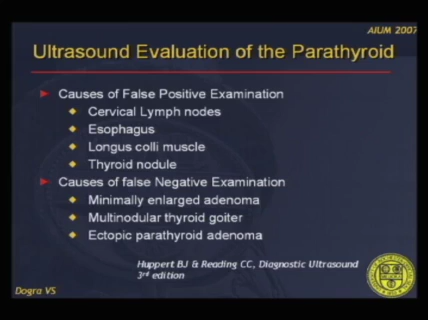 AIUM 2007
Ultrasound Evaluation of the Parathyroid
Causes of False Positive Examination
Cervical Lymph nodes
Esophagus
Longus colli muscle
Thyroid nodule
Causes of false Negative Examination
Minimally enlarged adenoma
Multinodular thyroid goiter
Ectopic parathyroid adenoma
Huppert BJ & Reading CC, Diagnostic Ultrasound
3rd edition
Dogra VS